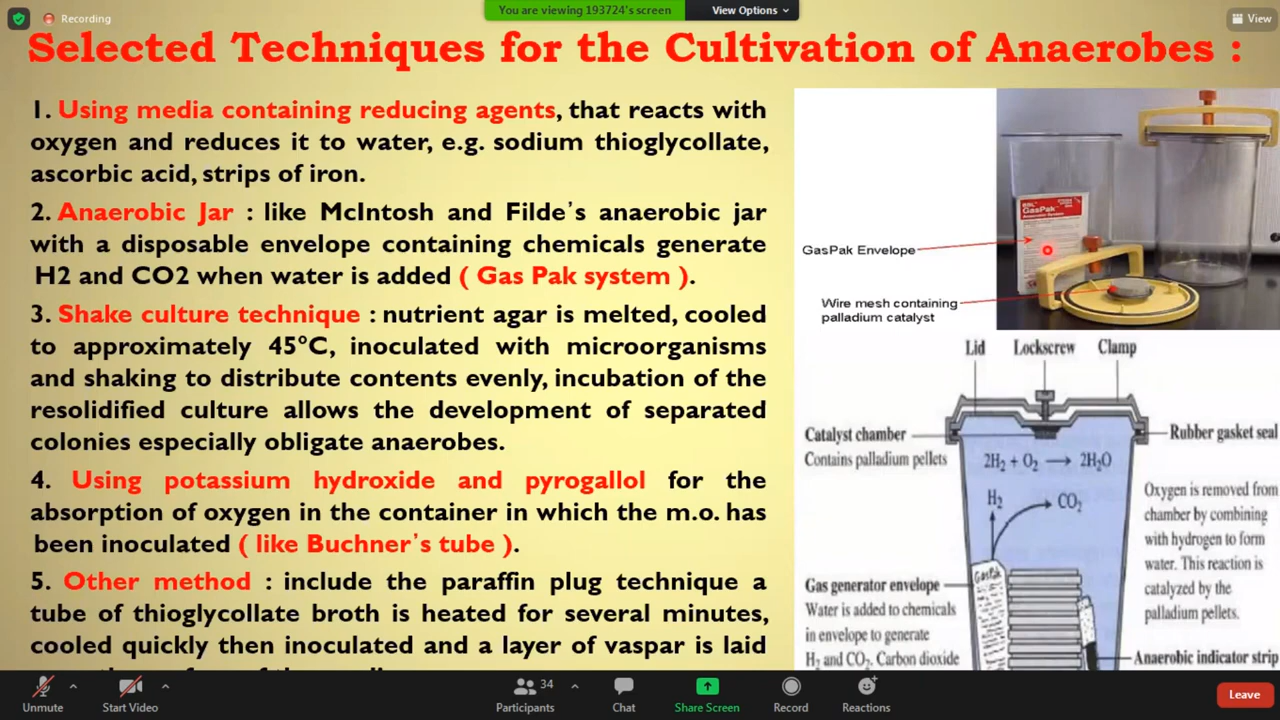 Recording
You are viewing 193724's screen
View Options
View
Selected Techniques for the Cultivation of Anaerobes :
1. Using media containing reducing agents, that reacts with
oxygen and reduces it to water, e.g. sodium thioglycollate,
ascorbic acid, strips of iron.
2. Anaerobic Jar : like McIntosh and Filde's anaerobic jar
with a disposable envelope containing chemicals generate
H2 and CO2 when water is added ( Gas Pak system ).
3. Shake culture technique : nutrient agar is melted, cooled
to approximately 45°C, inoculated with microorganisms
and shaking to distribute contents evenly, incubation of the
resolidified culture allows the development of separated
colonies especially obligate anaerobes.
4. Using potassium hydroxide and pyrogallol for the
absorption of oxygen in the container in which the m.o. has
been inoculated ( like Buchner's tube ).
5. Other method : include the paraffin plug technique a
tube of thioglycollate broth is heated for several minutes,
cooled quickly then inoculated and a layer of vaspar is laid
BBL
GasPak
GasPak Envelope
Wire mesh containing
palladium catalyst
Lid
Lockscrew
Clamp
Catalyst chamber
Contains palladium pellets
Rubber gasket seal
2H₂ + O₂ → 2H₂O
H₂
CO₂
Oxygen is removed from
chamber by combining
with hydrogen to form
water. This reaction is
catalyzed by the
palladium pellets.
GasPak
Gas generator envelope
Water is added to chemicals
in envelope to generate
H₂ and CO₂. Carbon dioxide
Anaerobic indicator strip
Unmute
Start Video
34
Participants
Chat
Share Screen
Record
Reactions
Leave